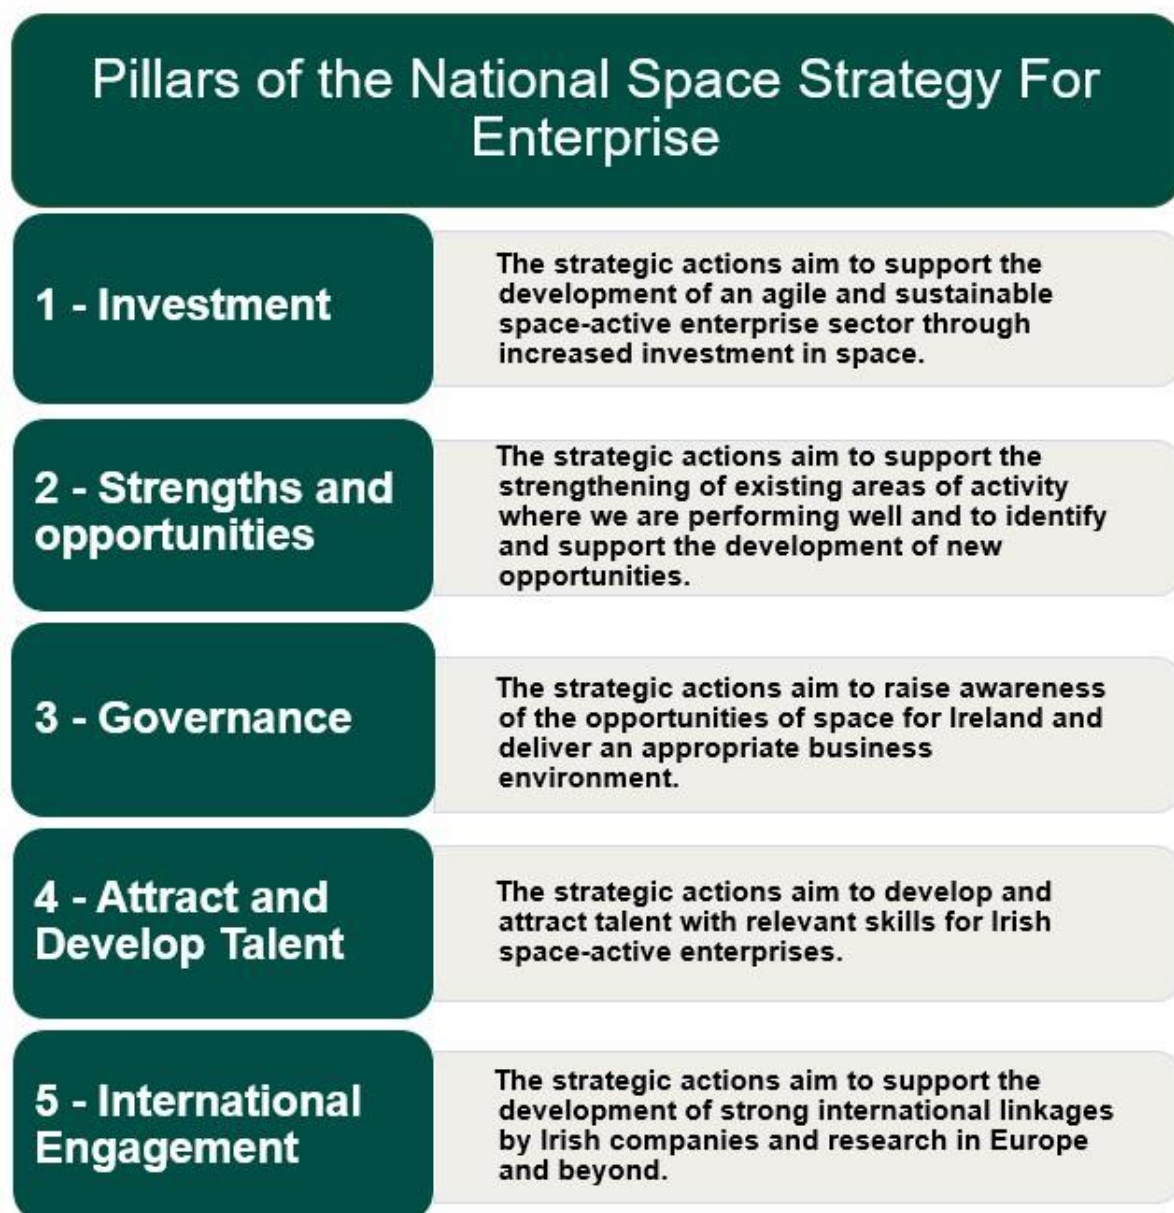 Pillars of the National Space Strategy For
Enterprise
1 - Investment
The strategic actions aim to support the
development of an agile and sustainable
space-active enterprise sector through
increased investment in space.
2 - Strengths and
opportunities
The strategic actions aim to support the
strengthening of existing areas of activity
where we are performing well and to identify
and support the development of new
opportunities.
3 - Governance
The strategic actions aim to raise awareness
of the opportunities of space for Ireland and
deliver an appropriate business
environment.
4 - Attract and
Develop Talent
The strategic actions aim to develop and
attract talent with relevant skills for Irish
space-active enterprises.
5 - International
Engagement
The strategic actions aim to support the
development of strong international linkages
by Irish companies and research in Europe
and beyond.